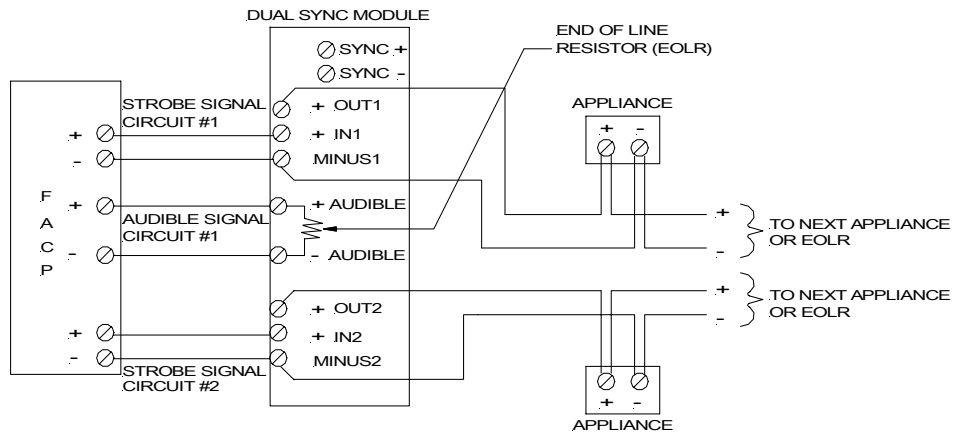 DUAL SYNC MODULE
SYNC +
SYNC -
END OF LINE
RESISTOR (EOLR)
STROBE SIGNAL
CIRCUIT #1
+ OUT1
+ IN1
MINUS1
+
-
APPLIANCE
+ -
F
A
C
P
+
-
AUDIBLE SIGNAL
CIRCUIT #1
+ AUDIBLE
- AUDIBLE
+
-
TO NEXT APPLIANCE
OR EOLR
+
-
TO NEXT APPLIANCE
OR EOLR
+ OUT2
+ IN2
MINUS2
+
-
STROBE SIGNAL
CIRCUIT #2
+ -
APPLIANCE